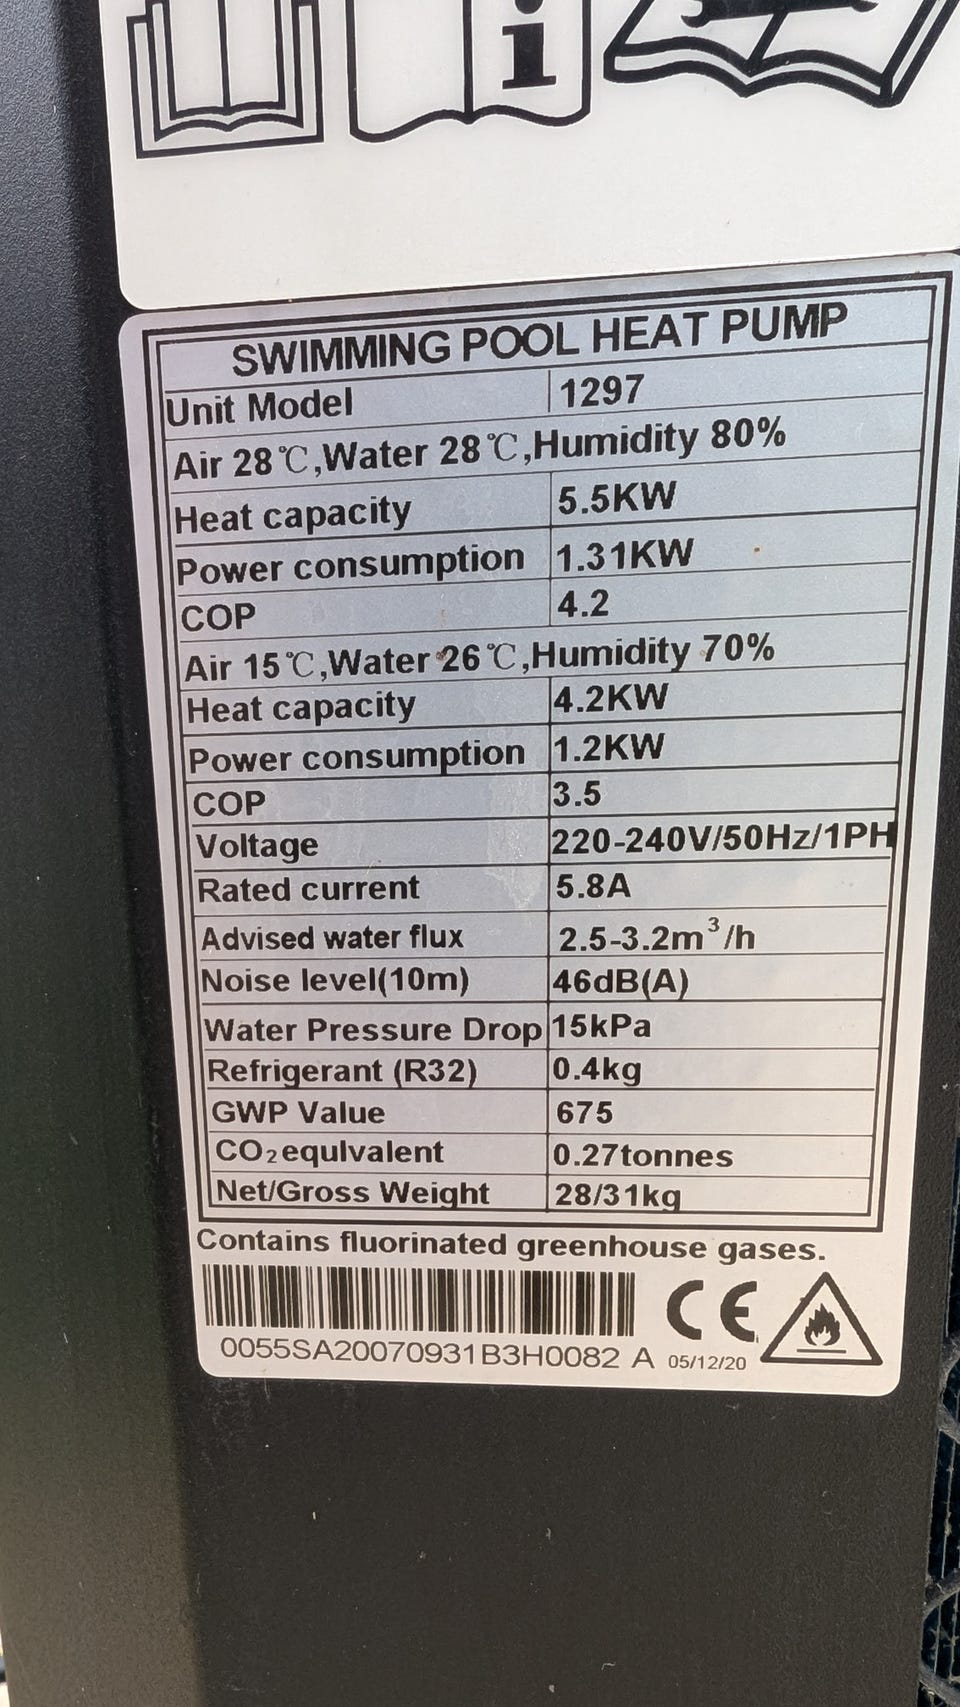 i
SWIMMING POOL HEAT PUMP
Unit Model 1297
Air 28℃,Water 28℃,Humidity 80%
Heat capacity 5.5KW
Power consumption 1.31KW
COP 4.2
Air 15℃,Water 26℃,Humidity 70%
Heat capacity 4.2KW
Power consumption 1.2KW
COP 3.5
Voltage 220-240V/50Hz/1PH
Rated current 5.8A
Advised water flux 2.5-3.2m³/h
Noise level(10m) 46dB(A)
Water Pressure Drop 15kPa
Refrigerant (R32) 0.4kg
GWP Value 675
CO₂equlvalent 0.27tonnes
Net/Gross Weight 28/31kg
Contains fluorinated greenhouse gases.
CE
0055SA20070931B3H0082 A 05/12/20